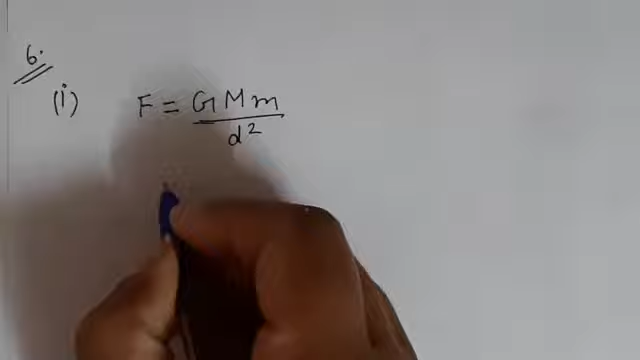 6.
(i) F = GMm / d²